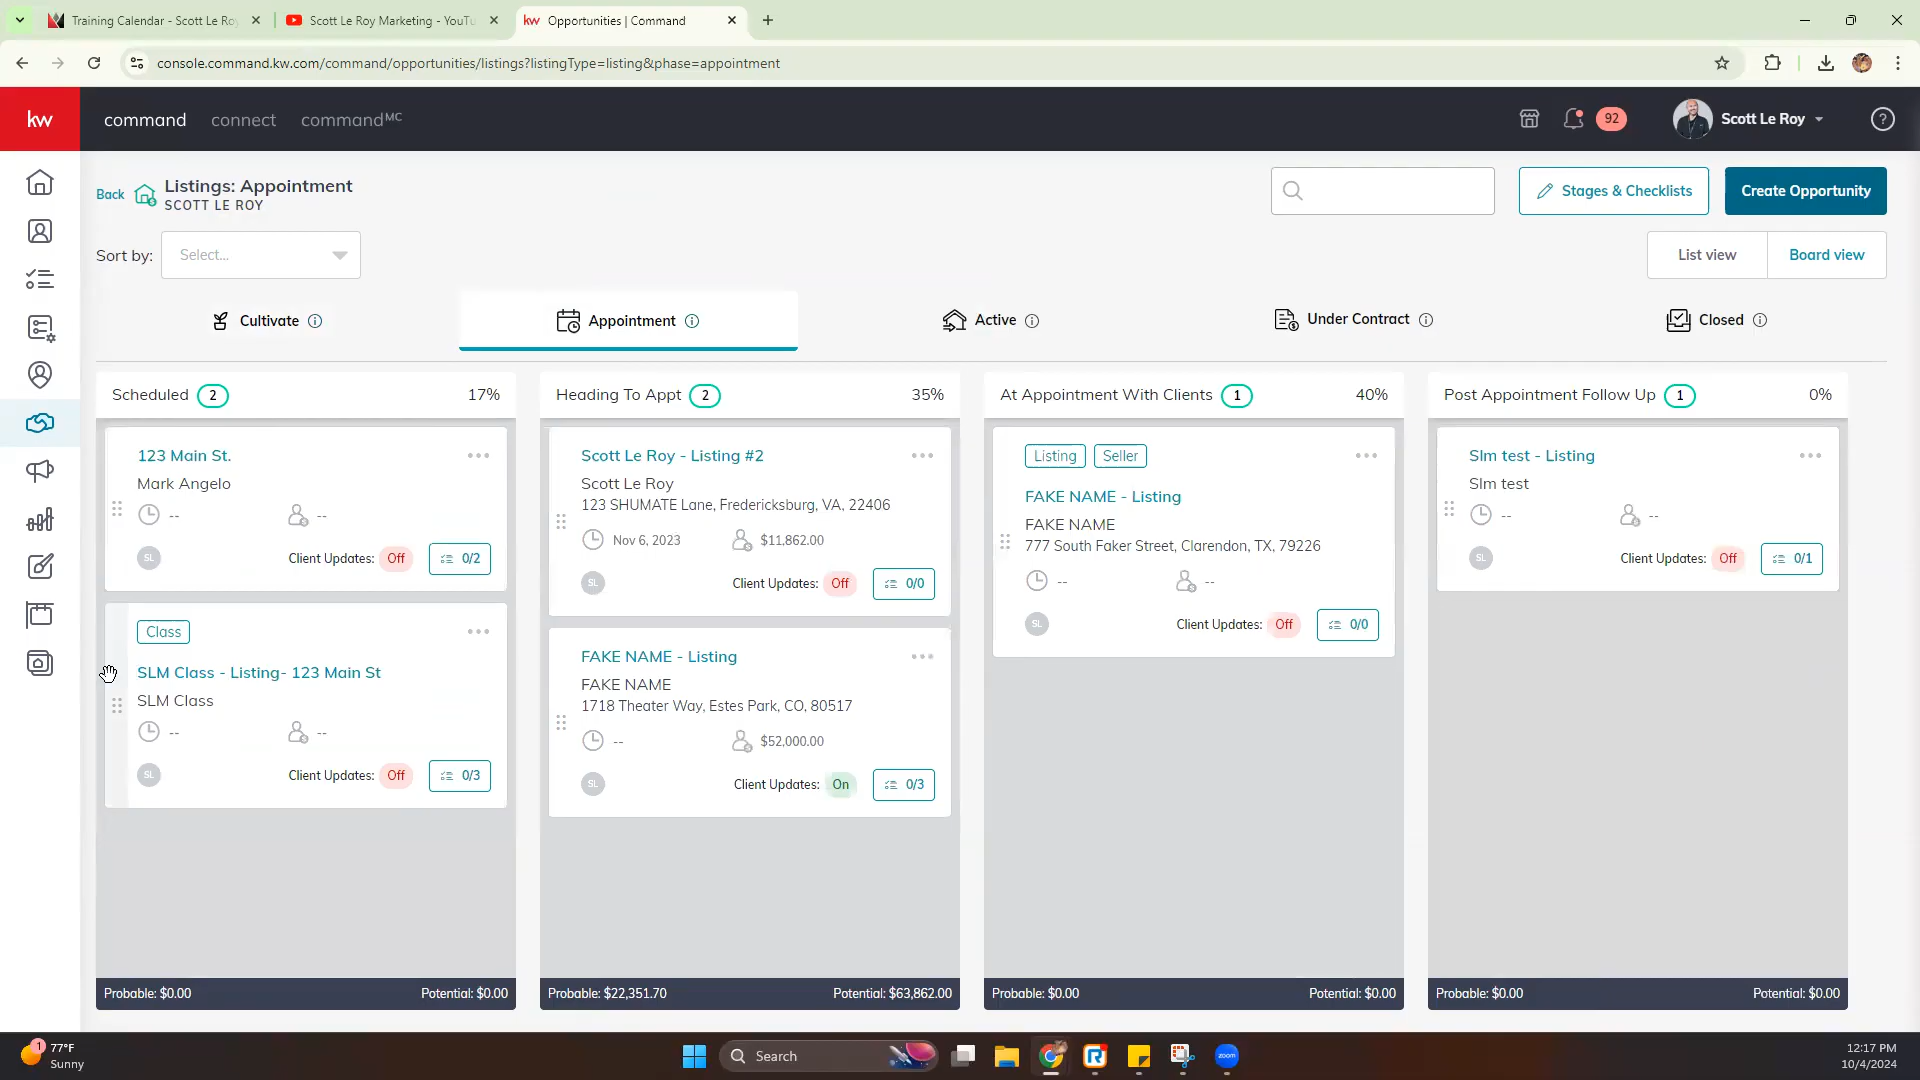 Training Calendar - Scott Le Ro
Scott Le Roy Marketing - YouTu
kw Opportunities | Command
console.command.kw.com/command/opportunities/listings?listingType=listing&phase=appointment
kw command connect commandMC
92
Scott Le Roy
Back
Listings: Appointment
SCOTT LE ROY
Stages & Checklists
Create Opportunity
Sort by:
Select...
List view
Board view
Cultivate
Appointment
Active
Under Contract
Closed
Scheduled 2 17%
123 Main St.
Mark Angelo
-- --
SL Client Updates: Off 0/2
Class
SLM Class - Listing- 123 Main St
SLM Class
-- --
SL Client Updates: Off 0/3
Probable: $0.00 Potential: $0.00
Heading To Appt 2 35%
Scott Le Roy - Listing #2
Scott Le Roy
123 SHUMATE Lane, Fredericksburg, VA, 22406
Nov 6, 2023 $11,862.00
SL Client Updates: Off 0/0
FAKE NAME - Listing
FAKE NAME
1718 Theater Way, Estes Park, CO, 80517
-- $52,000.00
SL Client Updates: On 0/3
Probable: $22,351.70 Potential: $63,862.00
At Appointment With Clients 1 40%
Listing Seller
FAKE NAME - Listing
FAKE NAME
777 South Faker Street, Clarendon, TX, 79226
-- --
SL Client Updates: Off 0/0
Probable: $0.00 Potential: $0.00
Post Appointment Follow Up 1 0%
Slm test - Listing
Slm test
-- --
SL Client Updates: Off 0/1
Probable: $0.00 Potential: $0.00
1
77°F
Sunny
Search
zoom
12:17 PM
10/4/2024